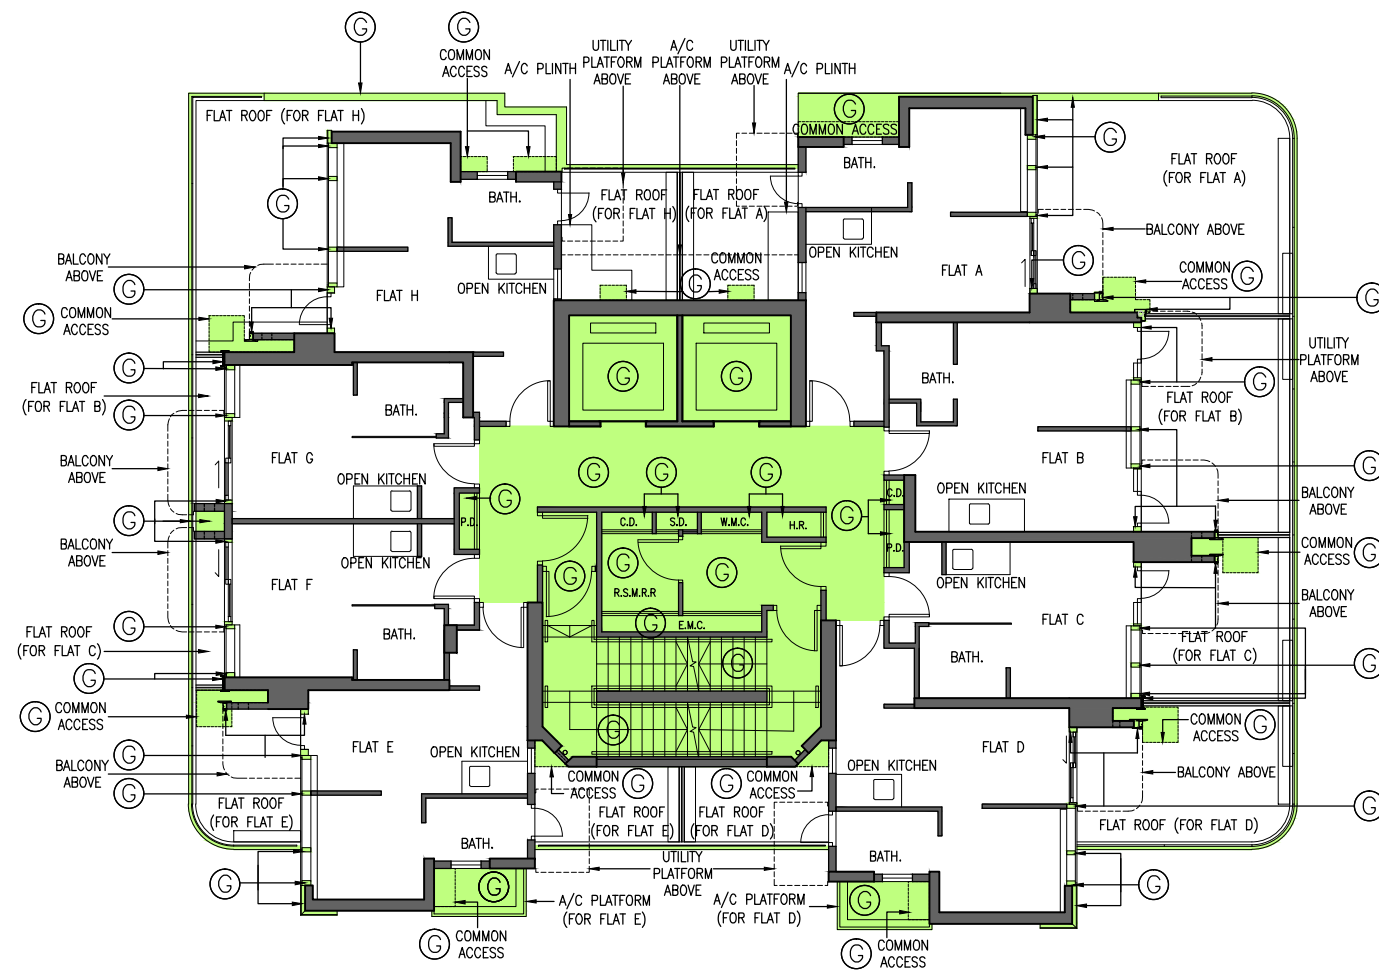 G
G
COMMON
ACCESS
A/C PLINTH
UTILITY
PLATFORM
ABOVE
A/C
PLATFORM
ABOVE
UTILITY
PLATFORM
ABOVE
A/C PLINTH
FLAT ROOF (FOR FLAT H)
G
COMMON ACCESS
G
FLAT ROOF
(FOR FLAT A)
BATH.
BATH.
G
FLAT ROOF
(FOR FLAT H)
FLAT ROOF
(FOR FLAT A)
BALCONY ABOVE
OPEN KITCHEN
G
BALCONY
ABOVE
COMMON
ACCESS
G
FLAT A
COMMON
ACCESS
G
G
FLAT H
OPEN KITCHEN
G
G
COMMON
ACCESS
UTILITY
PLATFORM
ABOVE
G
G
G
BATH.
G
FLAT ROOF
(FOR FLAT B)
G
BATH.
FLAT ROOF
(FOR FLAT B)
BALCONY
ABOVE
FLAT G
OPEN KITCHEN
G
G
G
FLAT B
OPEN KITCHEN
G
BALCONY
ABOVE
G
P.D.
G
C.D.
G
C.D.
S.D.
W.M.C.
H.R.
P.D.
BALCONY
ABOVE
OPEN KITCHEN
FLAT F
G
G
R.S.M.R.R
G
OPEN KITCHEN
COMMON
ACCESS
G
BALCONY
ABOVE
G
BATH.
G
E.M.C.
FLAT C
FLAT ROOF
(FOR FLAT C)
BATH.
FLAT ROOF
(FOR FLAT C)
G
G
G
G
COMMON
ACCESS
G
COMMON
ACCESS
G
G
BALCONY
ABOVE
G
FLAT E
OPEN KITCHEN
FLAT D
OPEN KITCHEN
BALCONY ABOVE
G
FLAT ROOF
(FOR FLAT E)
COMMON
ACCESS
G
G
COMMON
ACCESS
FLAT ROOF
(FOR FLAT E)
FLAT ROOF
(FOR FLAT D)
G
FLAT ROOF (FOR FLAT D)
BATH.
BATH.
UTILITY
PLATFORM
ABOVE
G
G
A/C PLATFORM
(FOR FLAT E)
A/C PLATFORM
(FOR FLAT D)
G
G
G
COMMON
ACCESS
G
COMMON
ACCESS